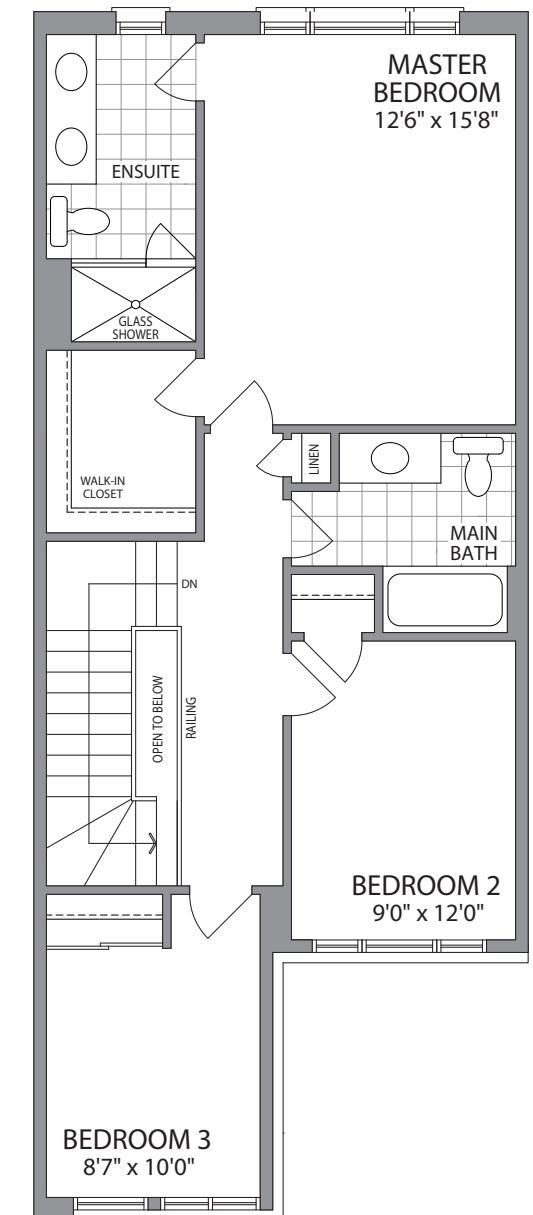 MASTER
BEDROOM
12'6" x 15'8"
ENSUITE
GLASS
SHOWER
LINEN
WALK-IN
CLOSET
MAIN
BATH
DN
OPEN TO BELOW
RAILING
BEDROOM 2
9'0" x 12'0"
BEDROOM 3
8'7" x 10'0"